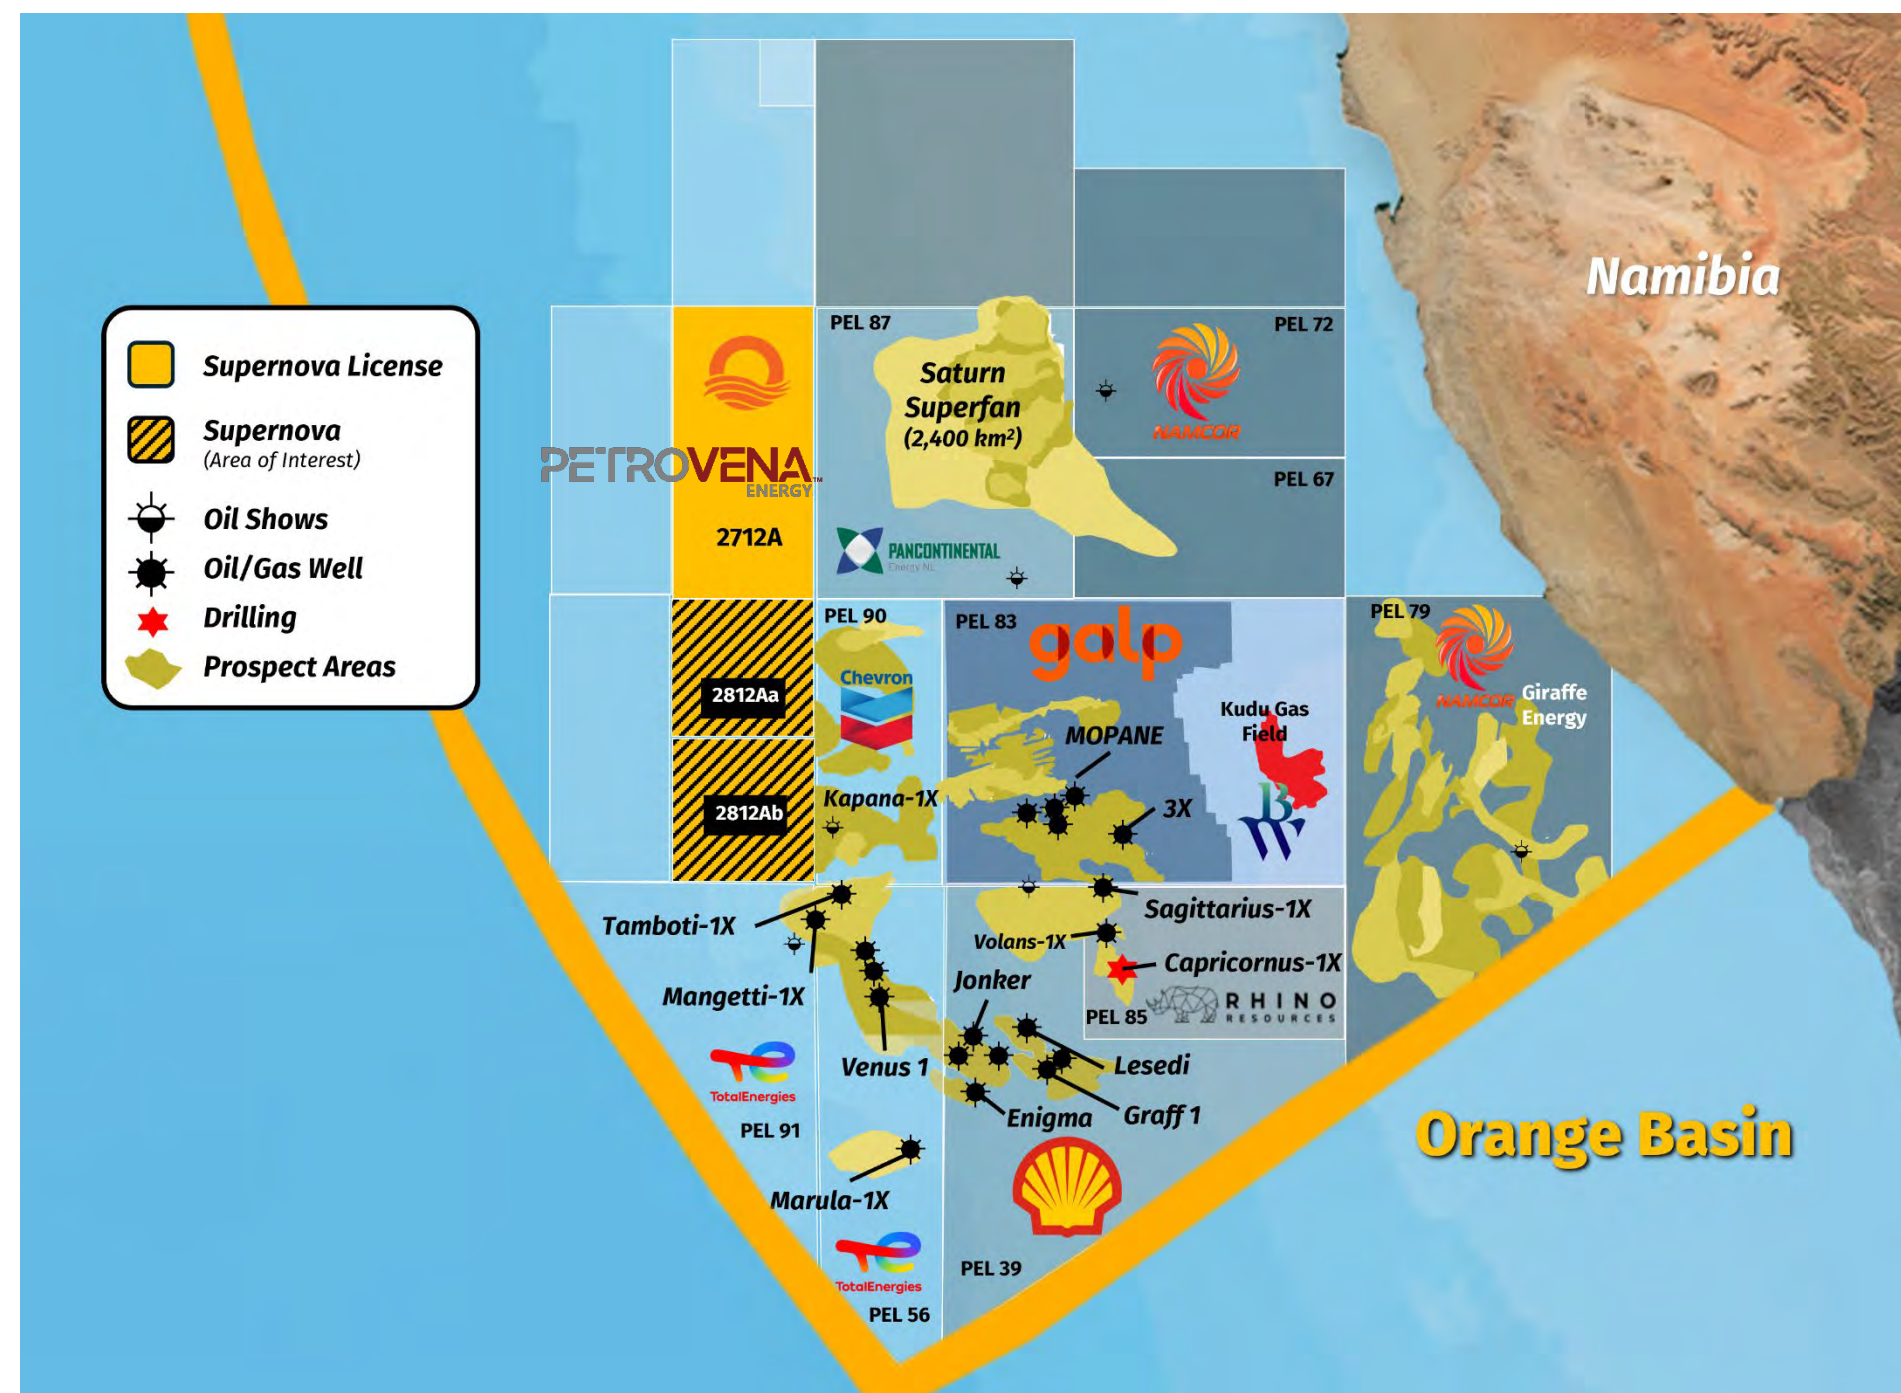 Namibia
Supernova License
Supernova
(Area of Interest)
Oil Shows
Oil/Gas Well
Drilling
Prospect Areas
PETROVENA™
ENERGY
2712A
PEL 87
Saturn
Superfan
(2,400 km²)
PANCONTINENTAL
Energy NL
PEL 72
NAMCOR
PEL 67
2812Aa
2812Ab
PEL 90
Chevron
Kapana-1X
PEL 83
galp
MOPANE
3X
Kudu Gas
Field
BW
PEL 79
NAMCOR
Giraffe
Energy
Tamboti-1X
Mangetti-1X
Venus 1
TotalEnergies
PEL 91
Marula-1X
TotalEnergies
PEL 56
Sagittarius-1X
Volans-1X
Capricornus-1X
PEL 85
RHINO
RESOURCES
Jonker
Lesedi
Graff 1
Enigma
PEL 39
Orange Basin